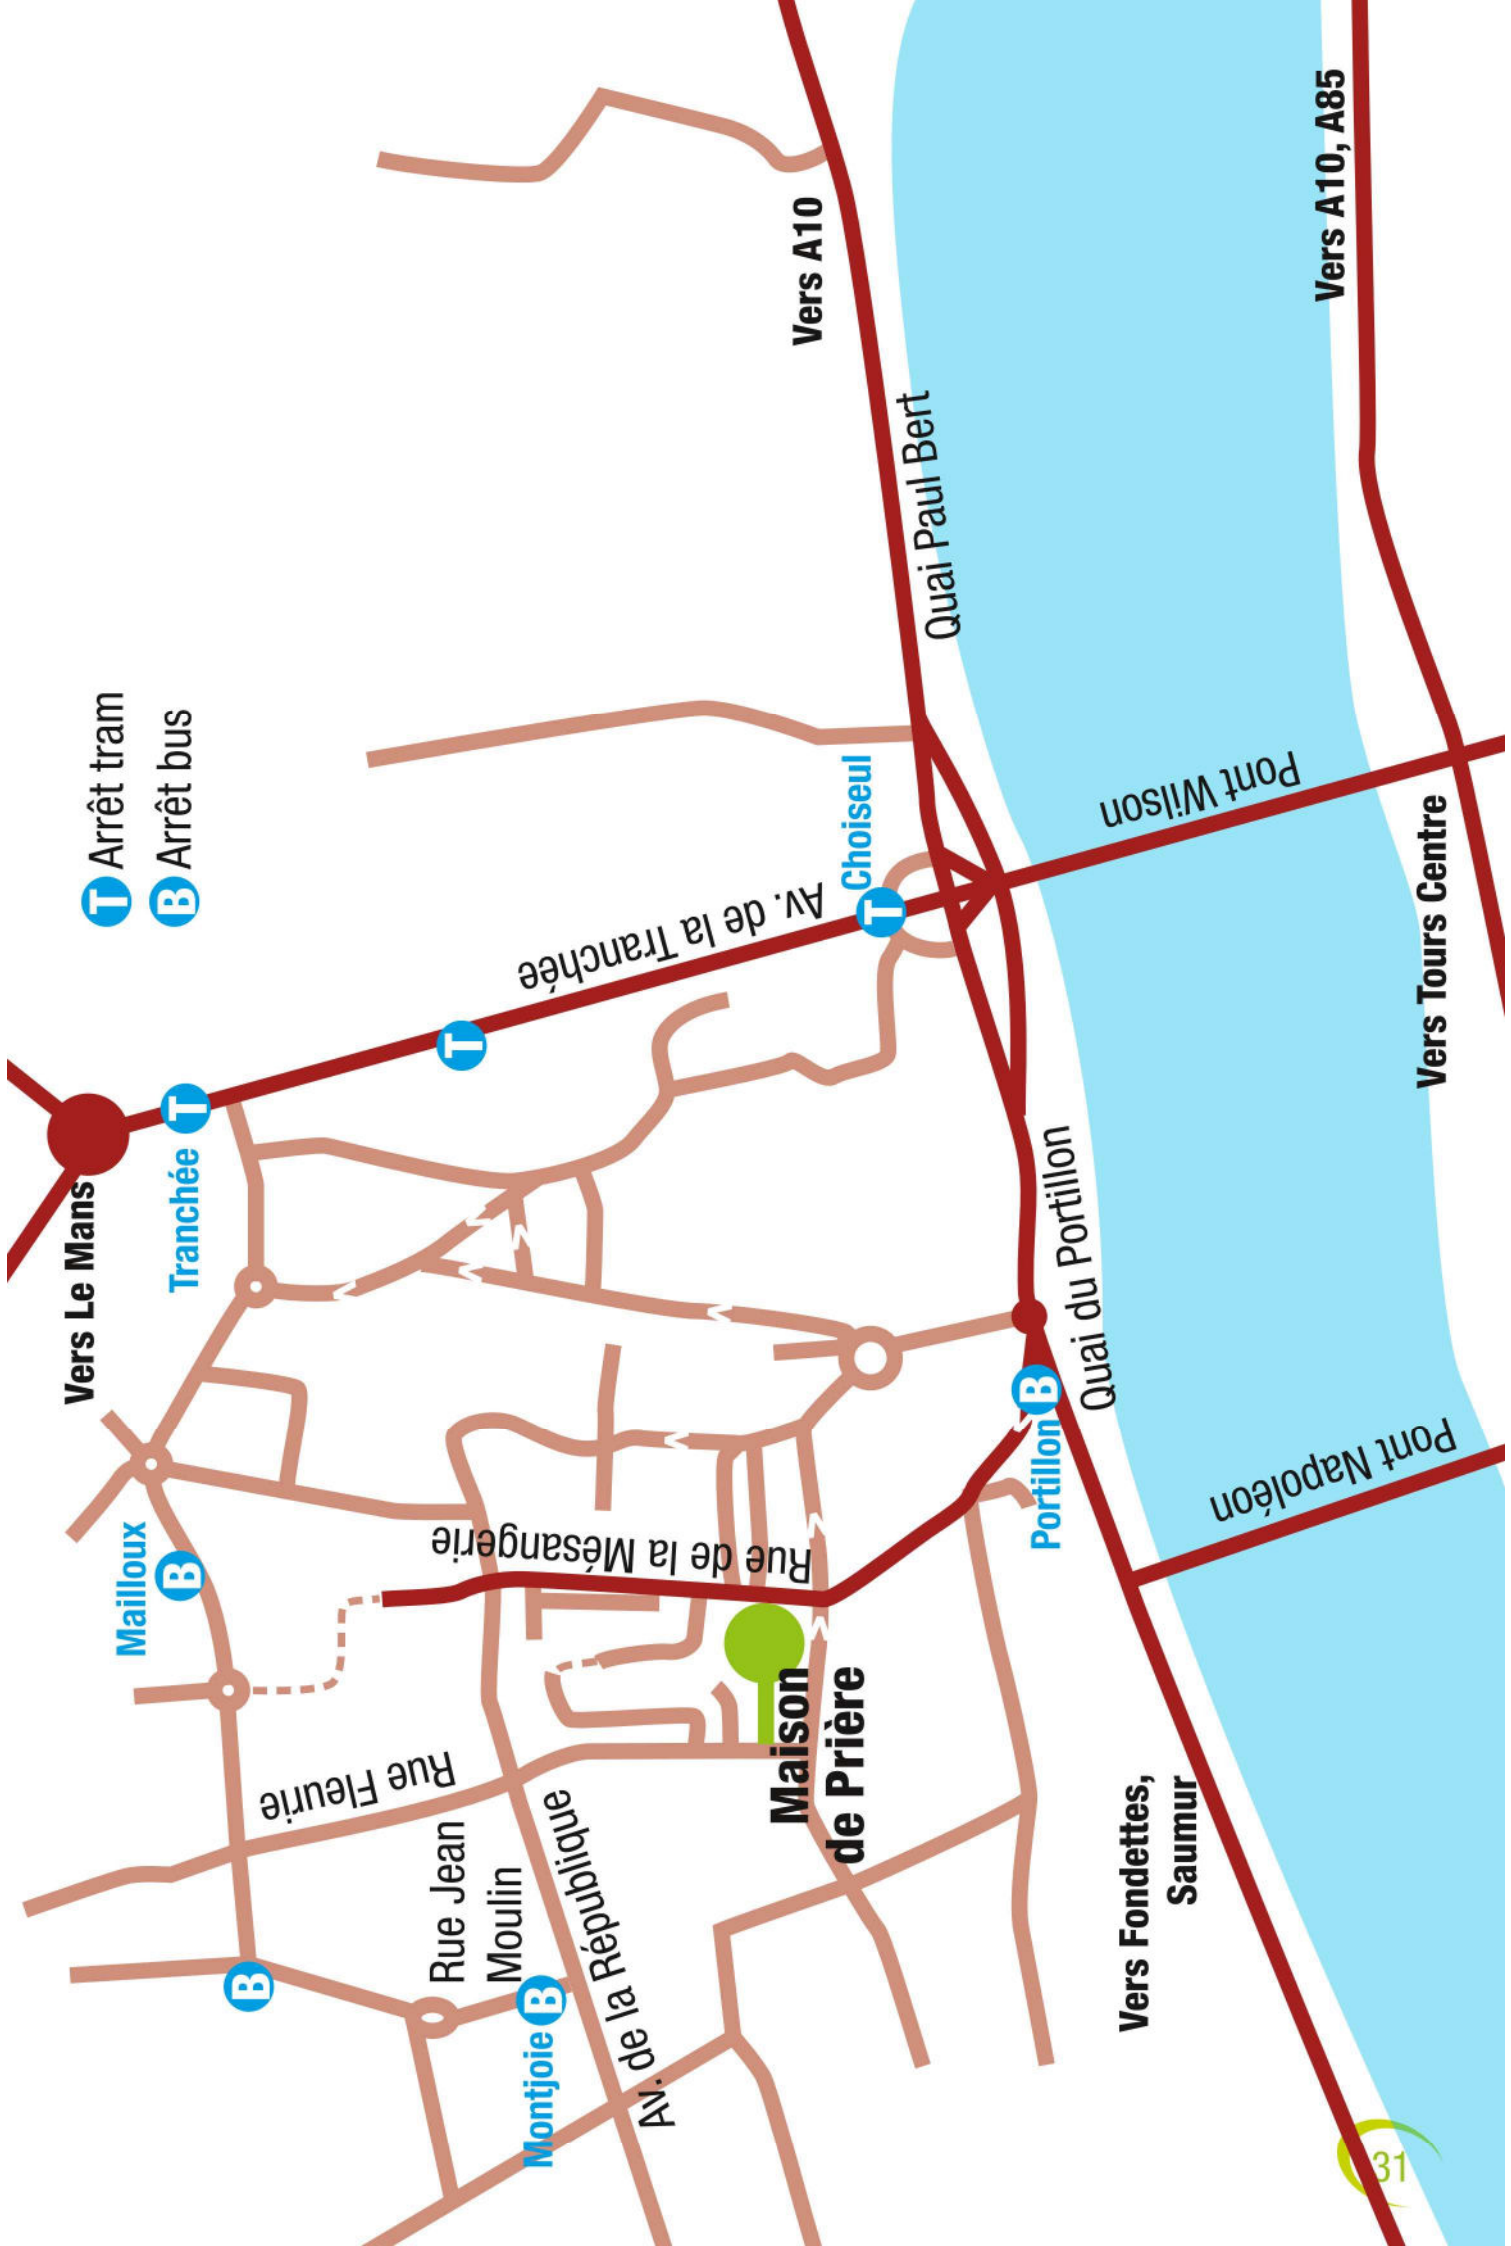 Vers Le Mans
Tranchée
T Arrêt tram
B Arrêt bus
Mailloux
B
T
T
B
Rue Fleurie
Rue Jean
Moulin
Montjoie B
Av. de la République
Rue de la Mésangerie
Av. de la Tranchée
Choiseul
T
Vers A10
Maison
de Prière
Quai Paul Bert
Portillon B
Quai du Portillon
Vers Fondettes,
Saumur
Pont Napoléon
Pont Wilson
Vers A10, A85
Vers Tours Centre
31